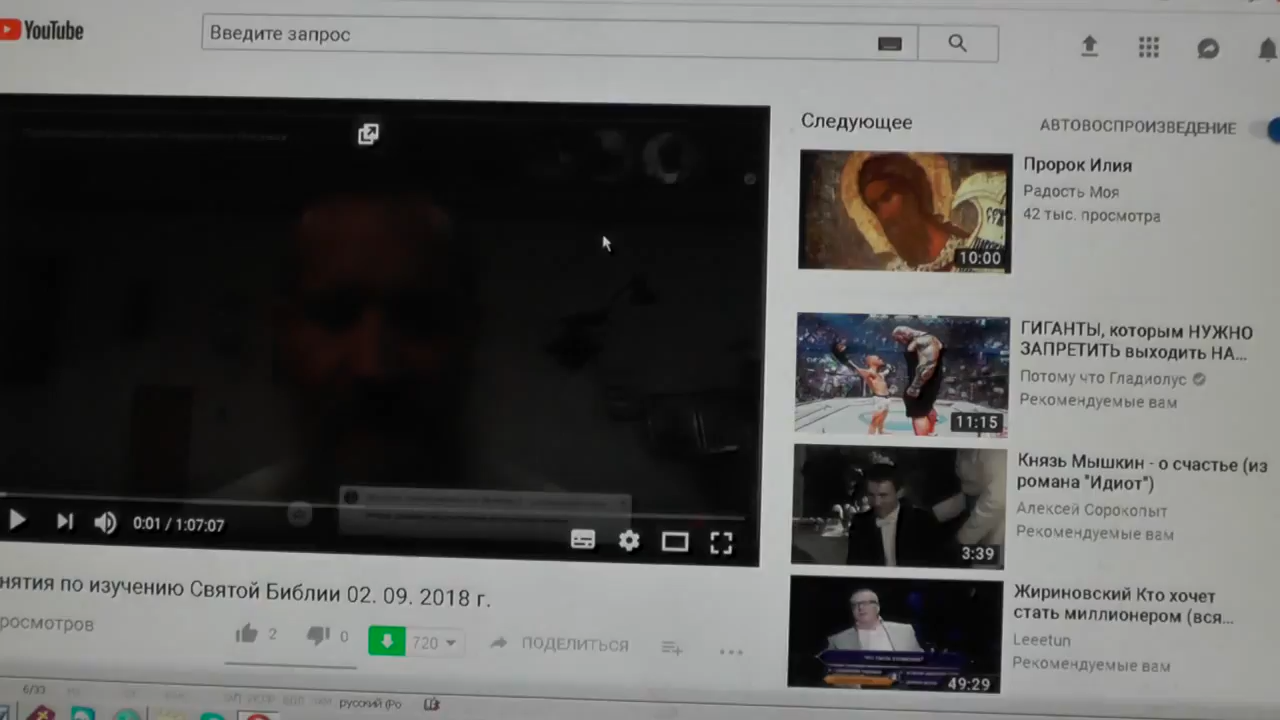 YouTube
Введите запрос
Следующее
АВТОВОСПРОИЗВЕДЕНИЕ
Пророк Илия
Радость Моя
42 тыс. просмотра
10:00
ГИГАНТЫ, которым НУЖНО
ЗАПРЕТИТЬ выходить НА...
Потому что Гладиолус
Рекомендуемые вам
11:15
Князь Мышкин - о счастье (из
романа "Идиот")
Алексей Сорокопыт
Рекомендуемые вам
3:39
Жириновский Кто хочет
стать миллионером (вся...
Leeetun
Рекомендуемые вам
49:29
0:01 / 1:07:07
нятия по изучению Святой Библии 02. 09. 2018 г.
росмотров
2
0
720
ПОДЕЛИТЬСЯ
6/33
русский (Ро